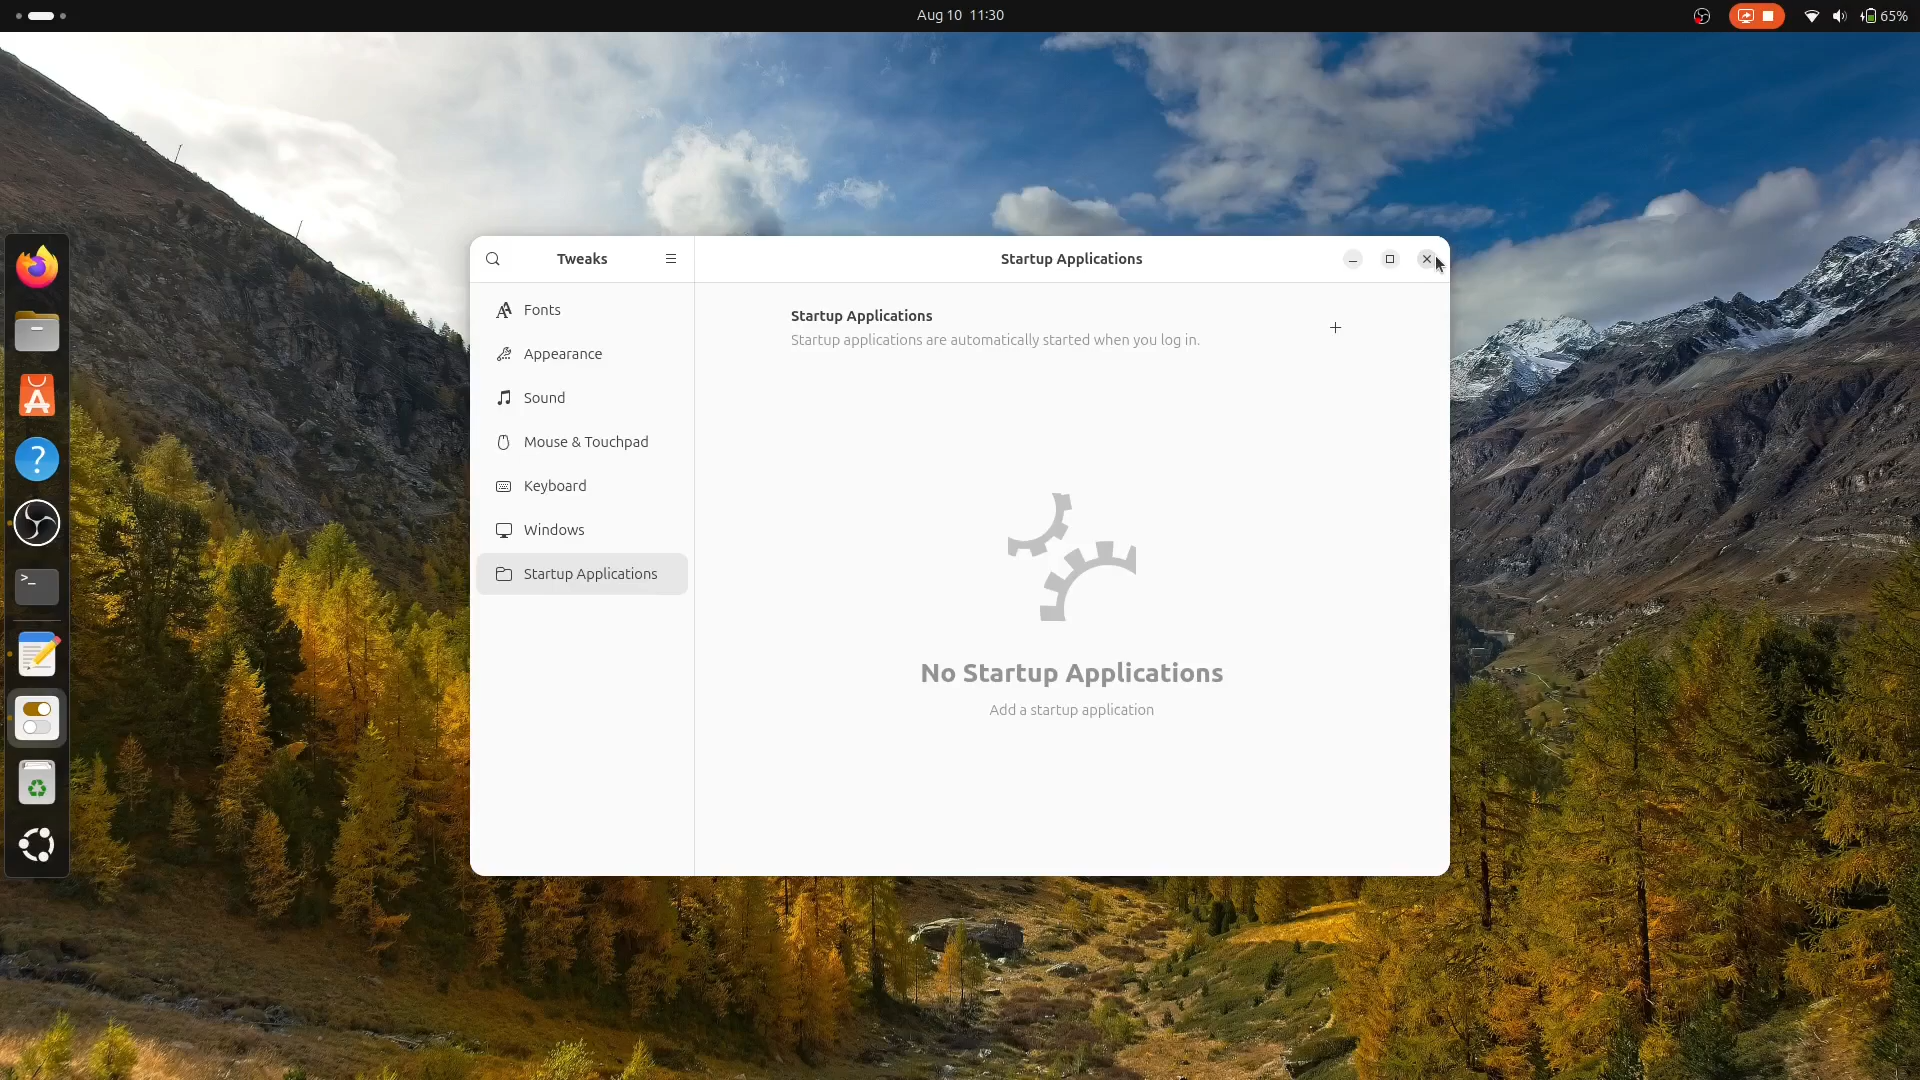 Aug 10 11:30
65%
Tweaks
Startup Applications
Fonts
Appearance
Sound
Mouse & Touchpad
Keyboard
Windows
Startup Applications
Startup Applications
Startup applications are automatically started when you log in.
No Startup Applications
Add a startup application